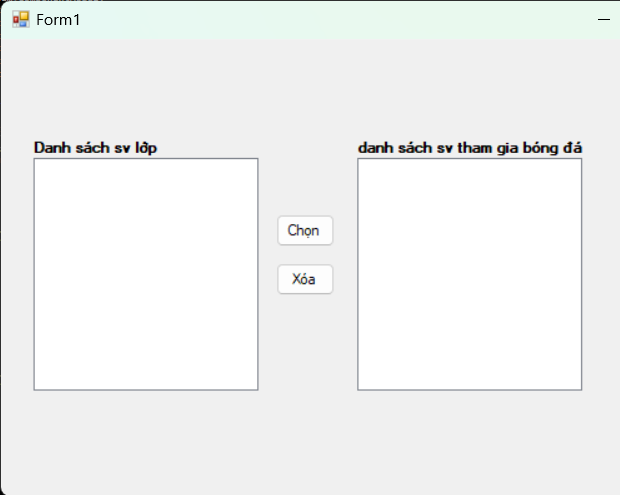 Form1
Danh sách sv lớp
danh sách sv tham gia bóng đá
Chọn
Xóa